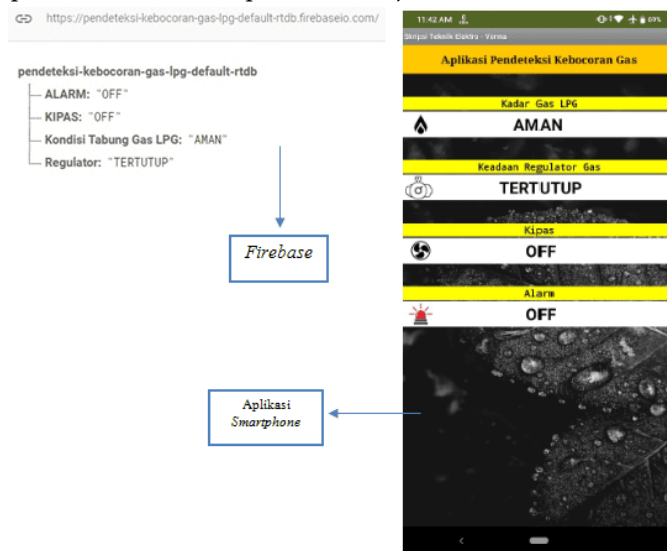 https://pendeteksi-kebocoran-gas-lpg-default-rtdb.firebaseio.com/
pendeteksi-kebocoran-gas-lpg-default-rtdb
ALARM: "OFF"
KIPAS: "OFF"
Kondisi Tabung Gas LPG: "AMAN"
Regulator: "TERTUTUP"
Firebase
Aplikasi
Smartphone
11:42 AM
69%
Skripsi Teknik Elektro - Verma
Aplikasi Pendeteksi Kebocoran Gas
Kadar Gas LPG
AMAN
Keadaan Regulator Gas
TERTUTUP
Kipas
OFF
Alarm
OFF